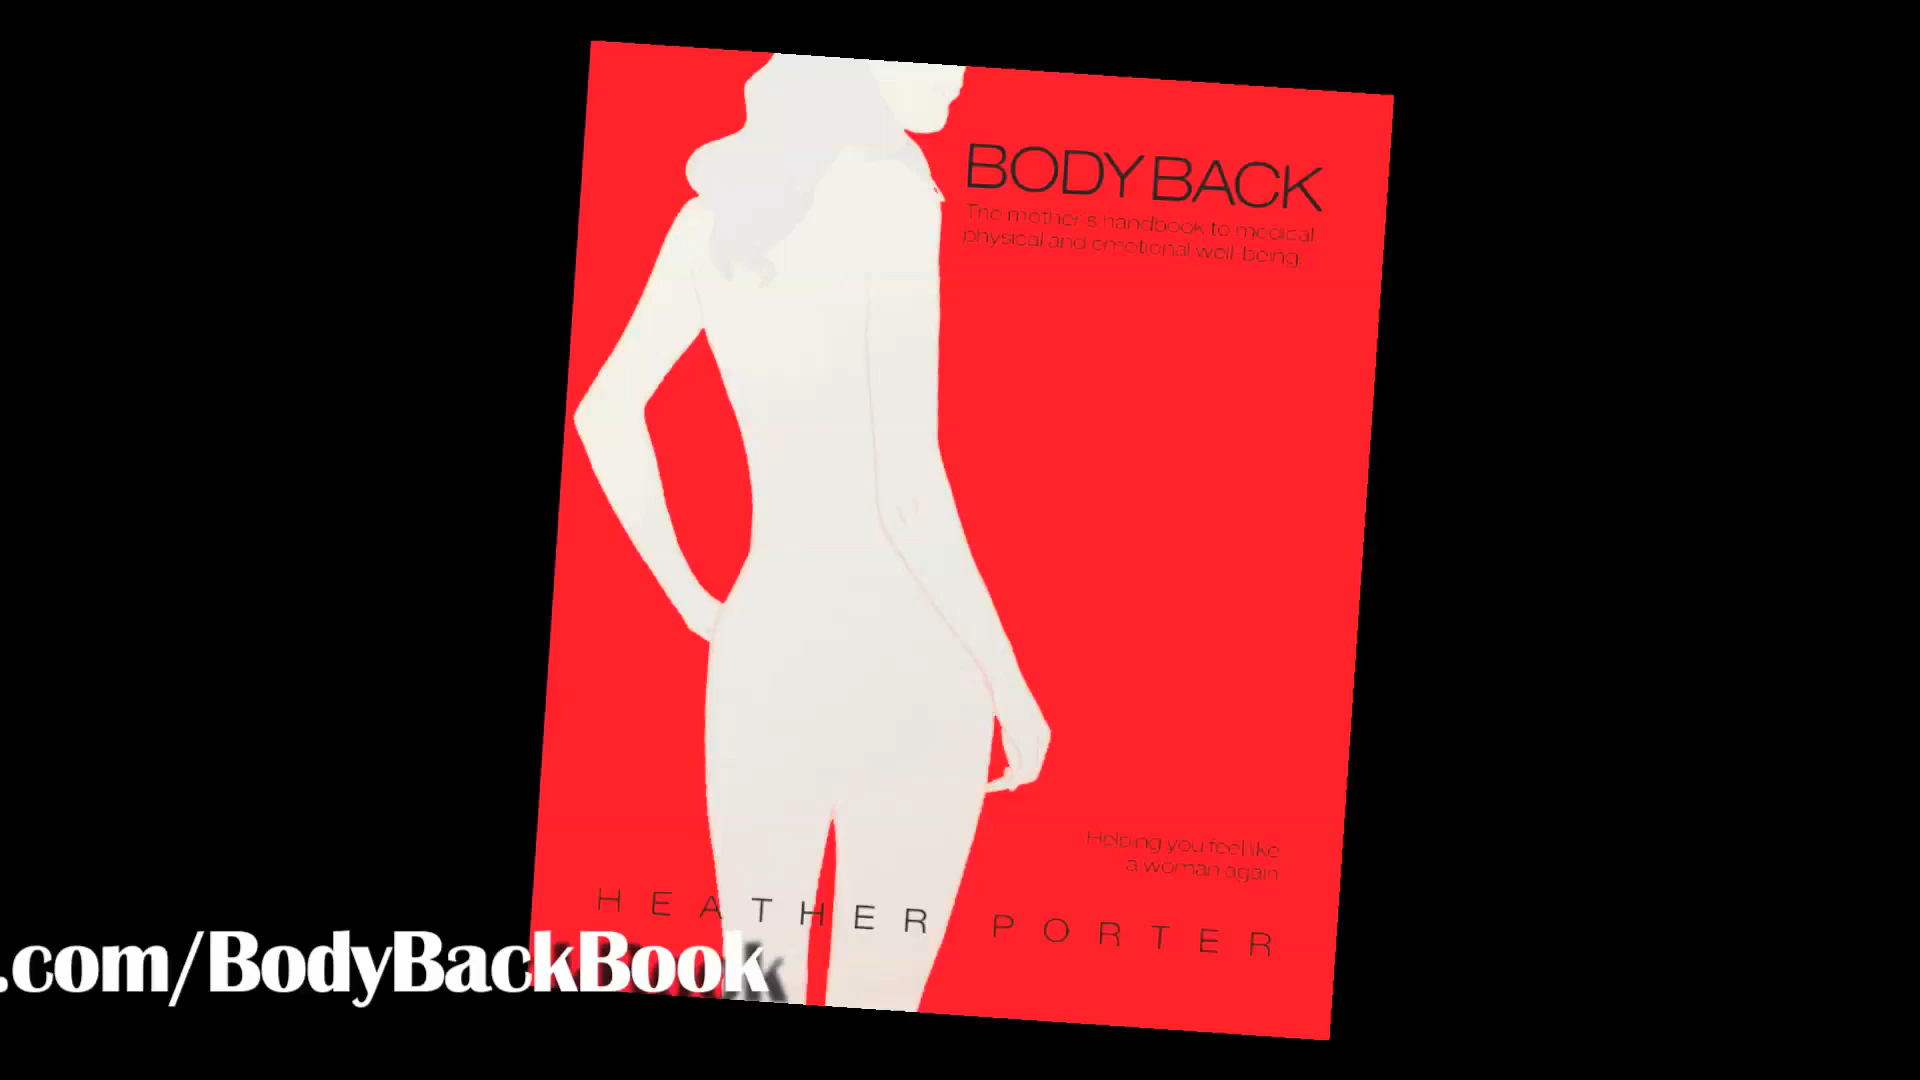 BODY BACK
The mother's handbook to medical
physical and emotional well-being
Helping you feel like
a woman again
HEATHER PORTER
.com/BodyBackBook